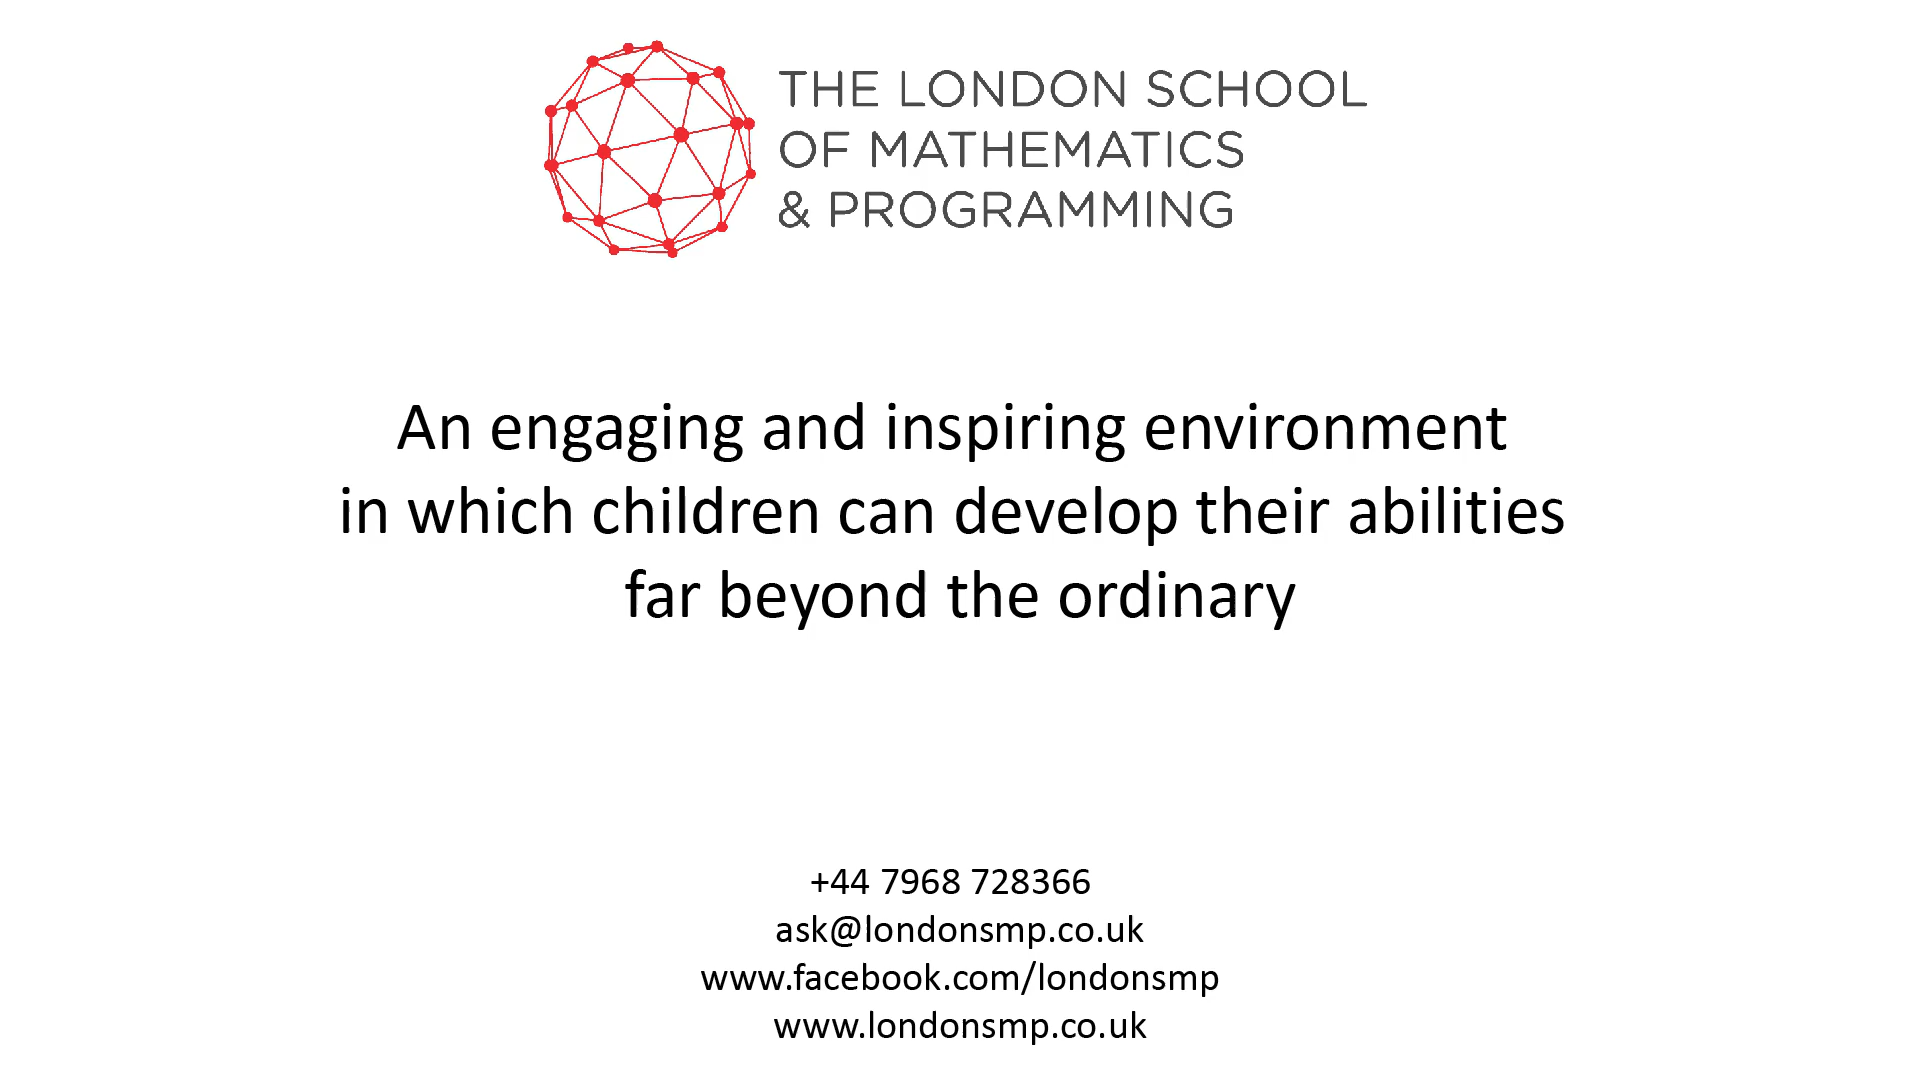 THE LONDON SCHOOL
OF MATHEMATICS
& PROGRAMMING
An engaging and inspiring environment
in which children can develop their abilities
far beyond the ordinary
+44 7968 728366
ask@londonsmp.co.uk
www.facebook.com/londonsmp
www.londonsmp.co.uk